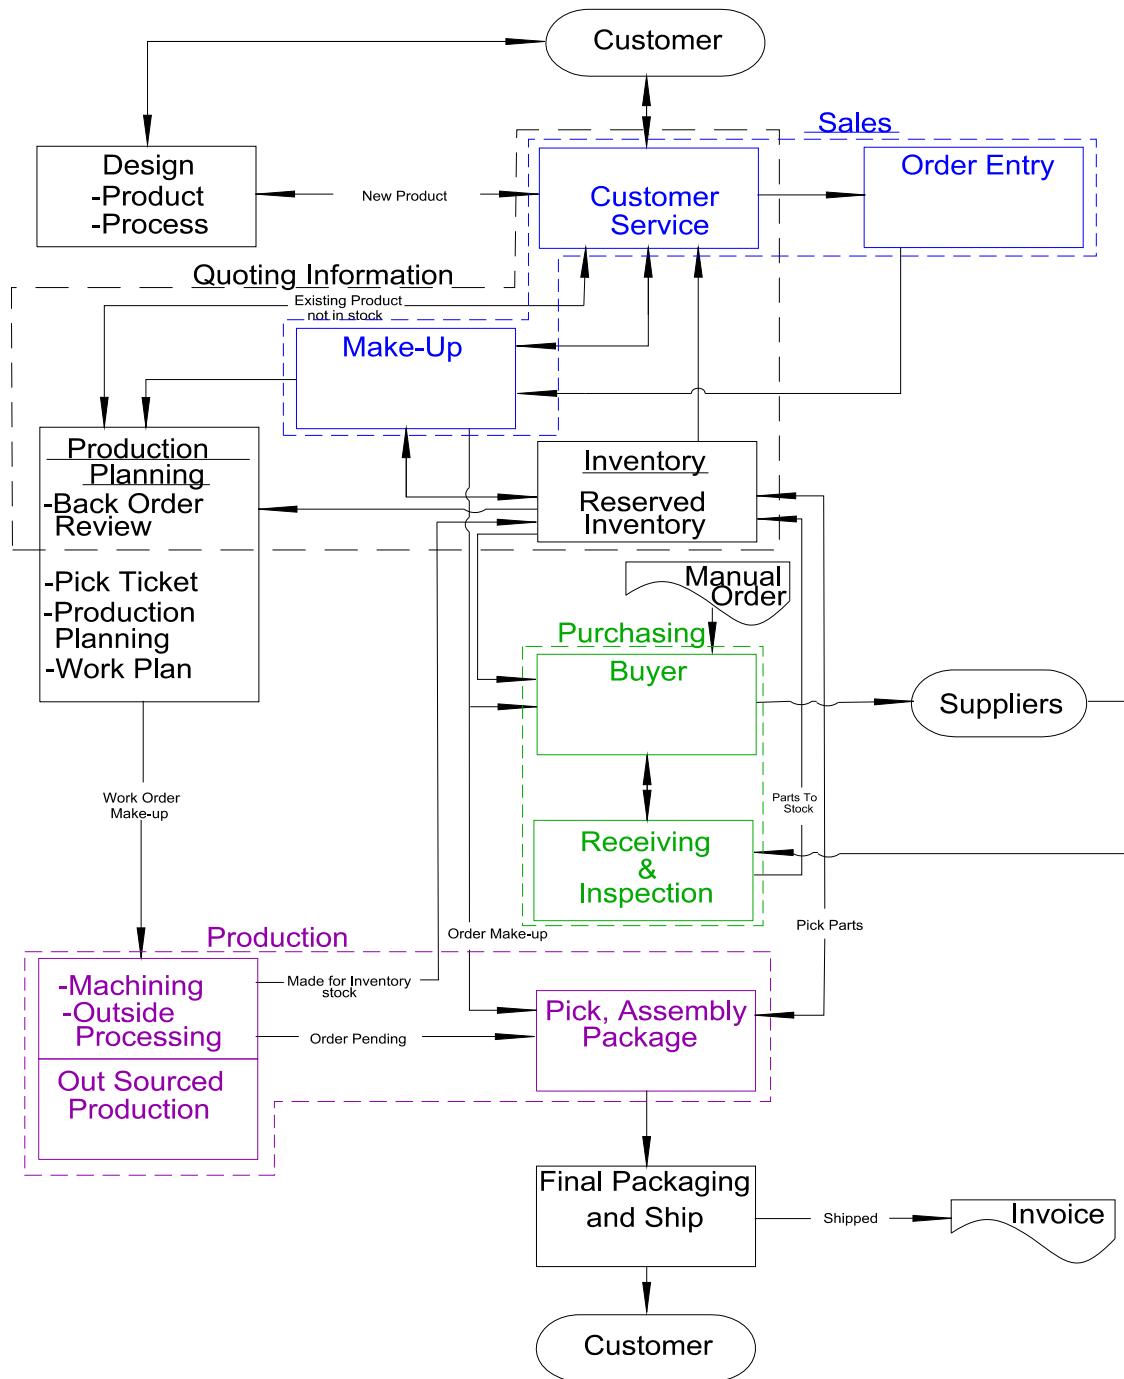 Customer
Sales
Design
-Product
-Process
New Product
Customer
Service
Order Entry
Quoting Information
Existing Product
not in stock
Make-Up
Production
Planning
-Back Order
Review
-Pick Ticket
-Production
Planning
-Work Plan
Inventory
Reserved
Inventory
Manual
Order
Purchasing
Buyer
Suppliers
Work Order
Make-up
Parts To
Stock
Receiving
&
Inspection
Pick Parts
Order Make-up
Production
-Machining
-Outside
Processing
Made for Inventory
stock
Order Pending
Pick, Assembly
Package
Out Sourced
Production
Final Packaging
and Ship
Shipped
Invoice
Customer